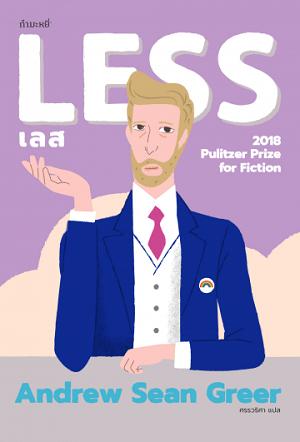 กำมะหยี่
LESS
เลส
2018
Pulitzer Prize
for Fiction
Andrew Sean Greer
ศรรวริศา แปล